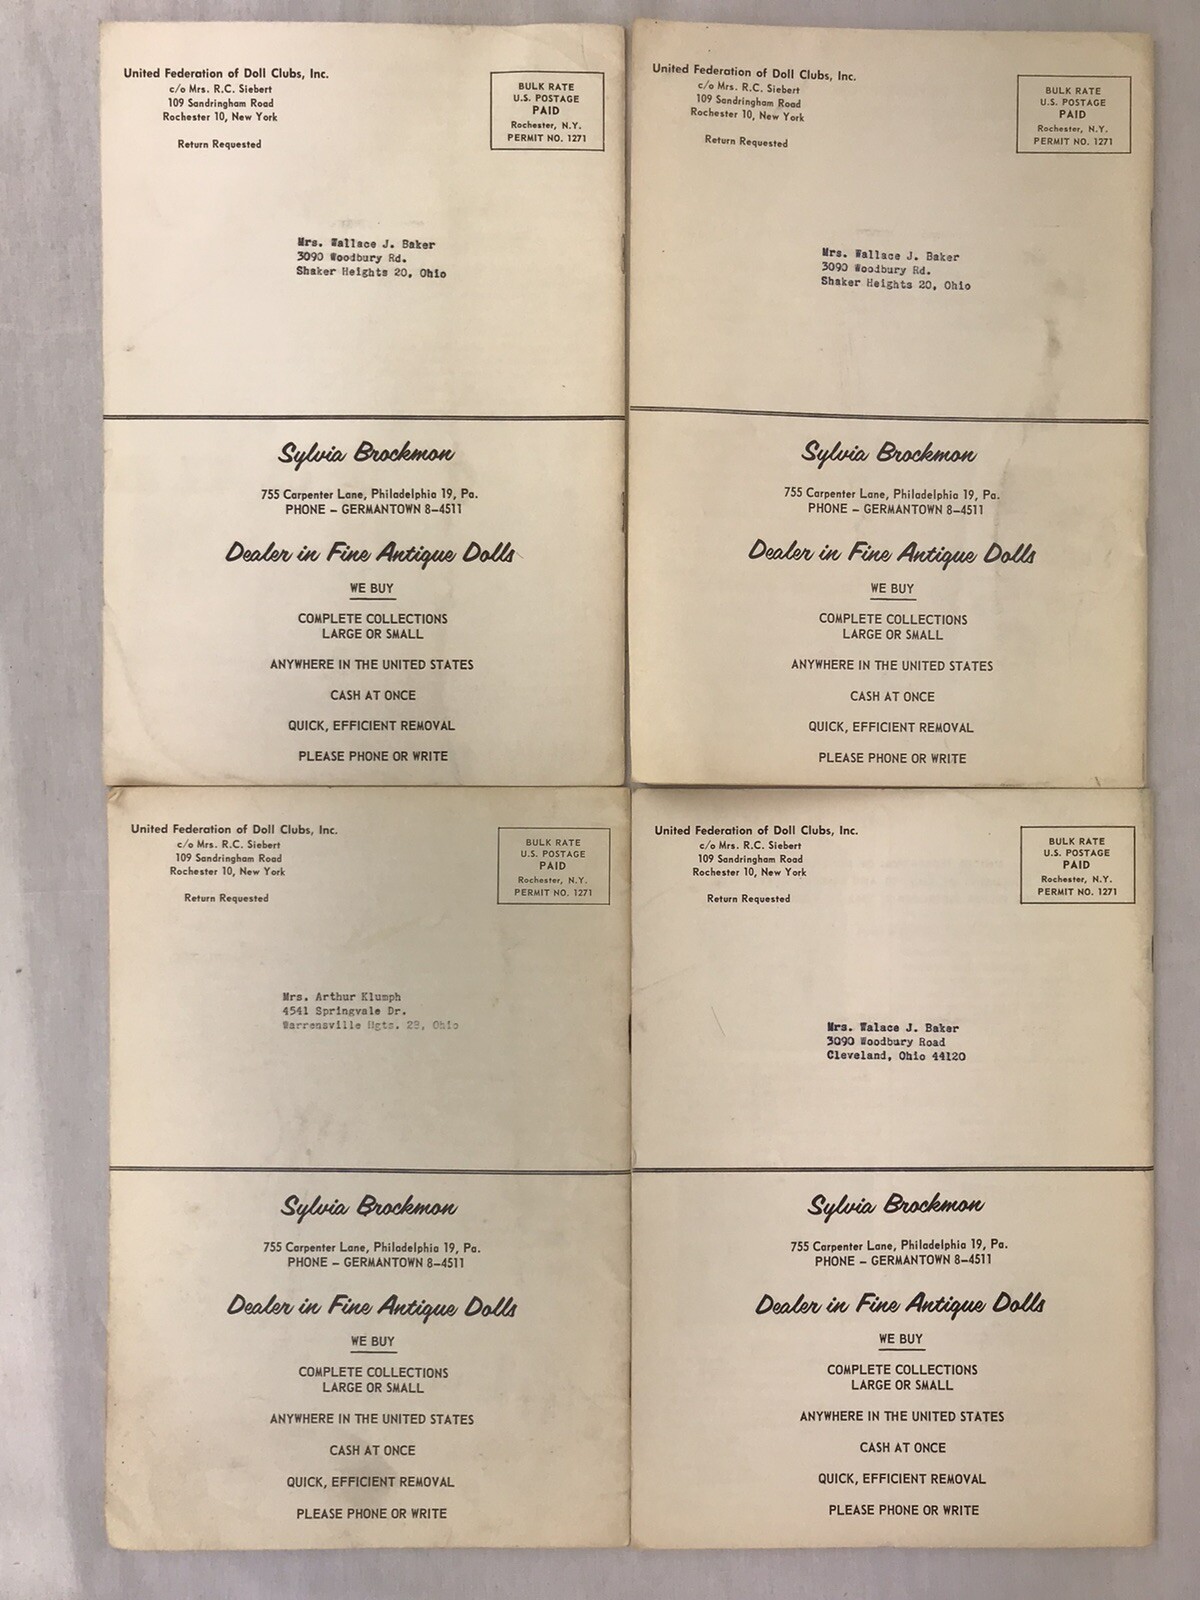 United Federation of Doll Clubs, Inc.
c/o Mrs. R.C. Siebert
109 Sandringham Road
Rochester 10, New York
Return Requested
BULK RATE
U.S. POSTAGE
PAID
Rochester, N.Y.
PERMIT NO. 1271
Mrs. Wallace J. Baker
3090 Woodbury Rd.
Shaker Heights 20, Ohio
Sylvia Brockmon
755 Carpenter Lane, Philadelphia 19, Pa.
PHONE – GERMANTOWN 8–4511
Dealer in Fine Antique Dolls
WE BUY
COMPLETE COLLECTIONS
LARGE OR SMALL
ANYWHERE IN THE UNITED STATES
CASH AT ONCE
QUICK, EFFICIENT REMOVAL
PLEASE PHONE OR WRITE
United Federation of Doll Clubs, Inc.
c/o Mrs. R.C. Siebert
109 Sandringham Road
Rochester 10, New York
Return Requested
BULK RATE
U.S. POSTAGE
PAID
Rochester, N.Y.
PERMIT NO. 1271
Mrs. Wallace J. Baker
3090 Woodbury Rd.
Shaker Heights 20, Ohio
Sylvia Brockmon
755 Carpenter Lane, Philadelphia 19, Pa.
PHONE – GERMANTOWN 8–4511
Dealer in Fine Antique Dolls
WE BUY
COMPLETE COLLECTIONS
LARGE OR SMALL
ANYWHERE IN THE UNITED STATES
CASH AT ONCE
QUICK, EFFICIENT REMOVAL
PLEASE PHONE OR WRITE
United Federation of Doll Clubs, Inc.
c/o Mrs. R.C. Siebert
109 Sandringham Road
Rochester 10, New York
Return Requested
BULK RATE
U.S. POSTAGE
PAID
Rochester, N.Y.
PERMIT NO. 1271
Mrs. Arthur Klumph
4541 Springvale Dr.
Warrensville Hgts. 28, Ohio
Sylvia Brockmon
755 Carpenter Lane, Philadelphia 19, Pa.
PHONE – GERMANTOWN 8–4511
Dealer in Fine Antique Dolls
WE BUY
COMPLETE COLLECTIONS
LARGE OR SMALL
ANYWHERE IN THE UNITED STATES
CASH AT ONCE
QUICK, EFFICIENT REMOVAL
PLEASE PHONE OR WRITE
United Federation of Doll Clubs, Inc.
c/o Mrs. R.C. Siebert
109 Sandringham Road
Rochester 10, New York
Return Requested
BULK RATE
U.S. POSTAGE
PAID
Rochester, N.Y.
PERMIT NO. 1271
Mrs. Walace J. Baker
3090 Woodbury Road
Cleveland, Ohio 44120
Sylvia Brockmon
755 Carpenter Lane, Philadelphia 19, Pa.
PHONE – GERMANTOWN 8–4511
Dealer in Fine Antique Dolls
WE BUY
COMPLETE COLLECTIONS
LARGE OR SMALL
ANYWHERE IN THE UNITED STATES
CASH AT ONCE
QUICK, EFFICIENT REMOVAL
PLEASE PHONE OR WRITE